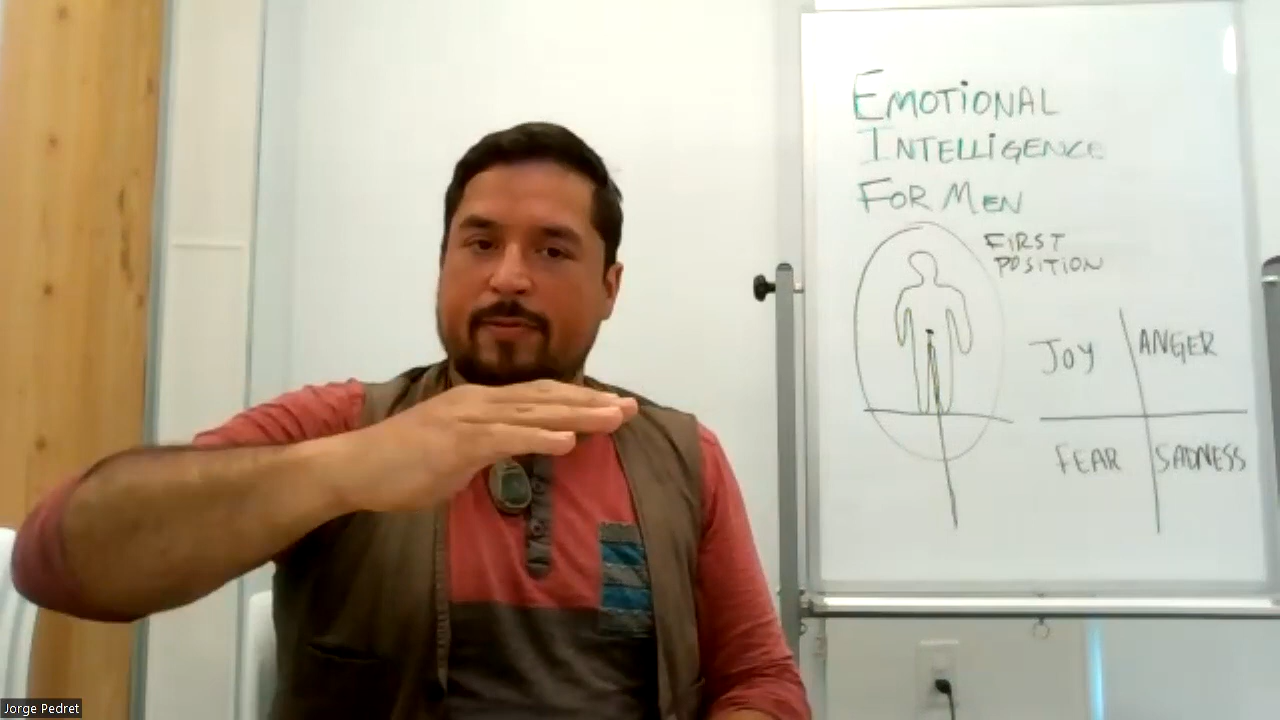 EMOTIONAL
INTELLIGENCE
FOR MEN
FIRST
POSITION
JOY
ANGER
FEAR
SADNESS
Jorge Pedret